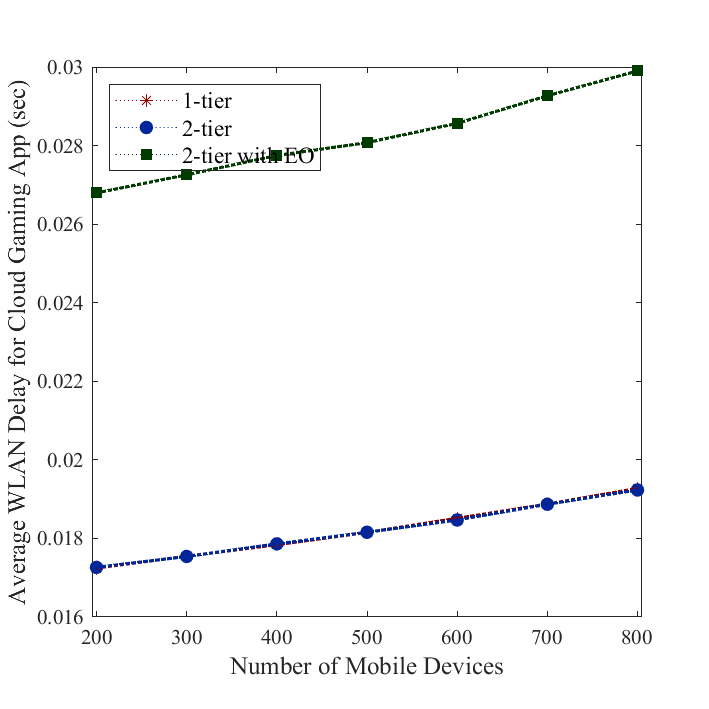 0.03
0.028
0.026
0.024
0.022
0.02
0.018
0.016
Average WLAN Delay for Cloud Gaming App (sec)
1-tier
2-tier
2-tier with EO
200 300 400 500 600 700 800
Number of Mobile Devices